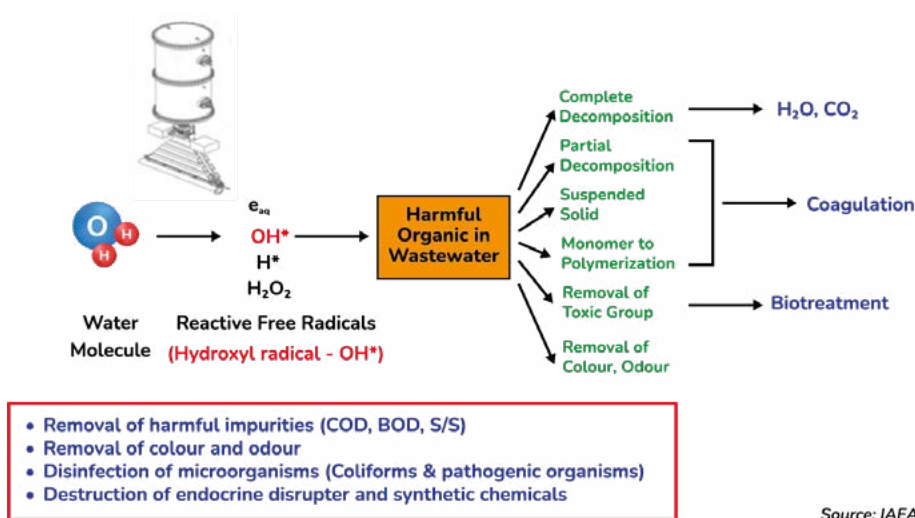 O
H
H
Water
Molecule
eaq
OH*
H*
H₂O₂
Reactive Free Radicals
(Hydroxyl radical - OH*)
Harmful
Organic in
Wastewater
Complete
Decomposition
H₂O, CO₂
Partial
Decomposition
Suspended
Solid
Monomer to
Polymerization
Coagulation
Removal of
Toxic Group
Biotreatment
Removal of
Colour, Odour
• Removal of harmful impurities (COD, BOD, S/S)
• Removal of colour and odour
• Disinfection of microorganisms (Coliforms & pathogenic organisms)
• Destruction of endocrine disrupter and synthetic chemicals
Source: IAEA